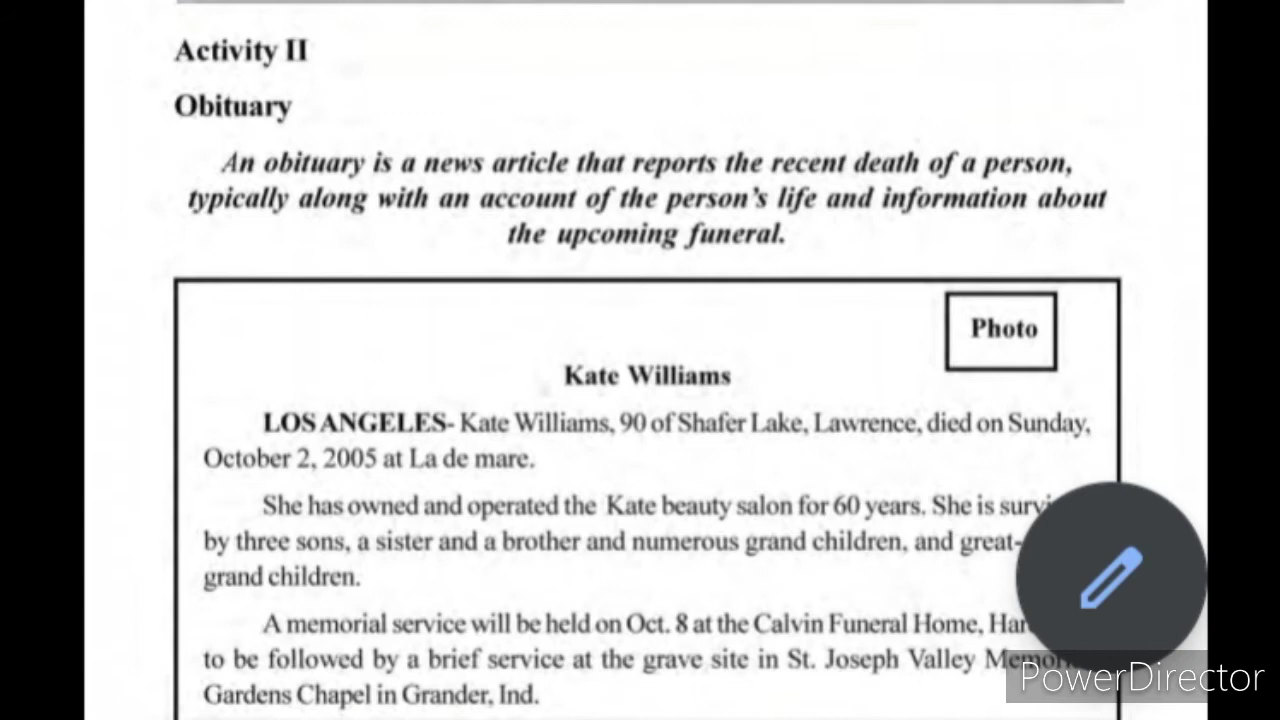 Activity II
Obituary
An obituary is a news article that reports the recent death of a person,
typically along with an account of the person's life and information about
the upcoming funeral.
Photo
Kate Williams
LOS ANGELES- Kate Williams, 90 of Shafer Lake, Lawrence, died on Sunday,
October 2, 2005 at La de mare.
She has owned and operated the Kate beauty salon for 60 years. She is
by three sons, a sister and a brother and numerous grand children, and great-
grand children.
A memorial service will be held on Oct. 8 at the Calvin Funeral Home,
to be followed by a brief service at the grave site in St. Joseph Valley
Gardens Chapel in Grander, Ind.
PowerDirector